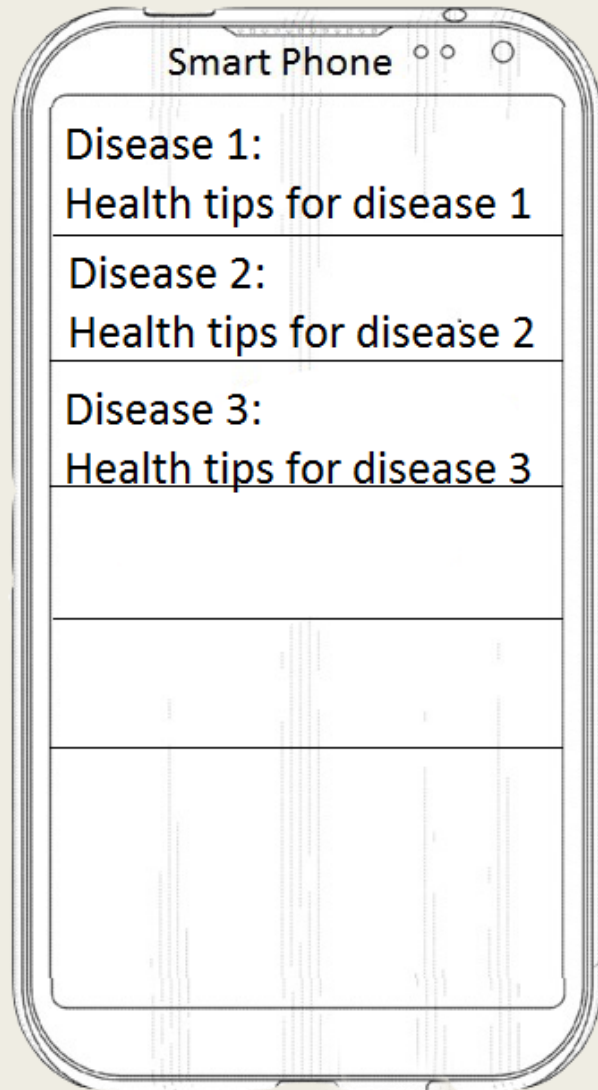 Smart Phone
Disease 1:
Health tips for disease 1
Disease 2:
Health tips for disease 2
Disease 3:
Health tips for disease 3